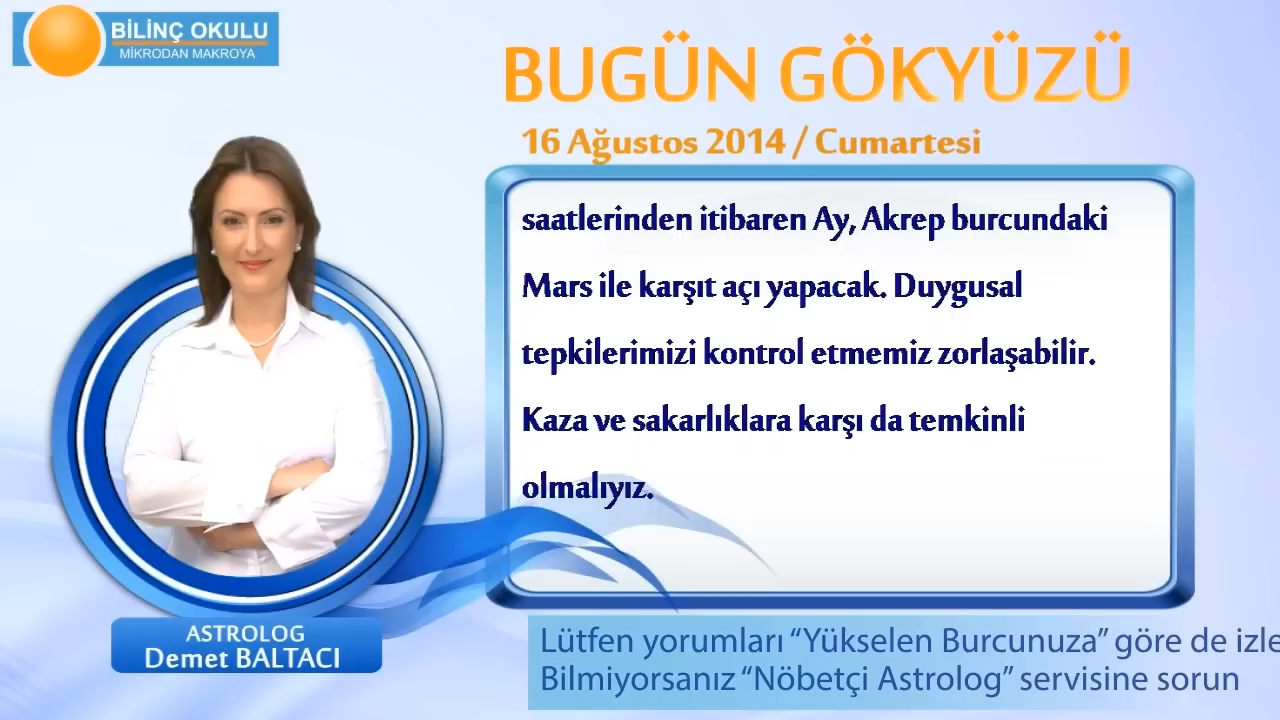 BİLİNÇ OKULU
MİKRODAN MAKROYA
BUGÜN GÖKYÜZÜ
16 Ağustos 2014 / Cumartesi
saatlerinden itibaren Ay, Akrep burcundaki
Mars ile karşıt açı yapacak. Duygusal
tepkilerimizi kontrol etmemiz zorlaşabilir.
Kaza ve sakarlıklara karşı da temkinli
olmalıyız.
ASTROLOG
Demet BALTACI
Lütfen yorumları “Yükselen Burcunuza” göre de izle
Bilmiyorsanız “Nöbetçi Astrolog” servisine sorun